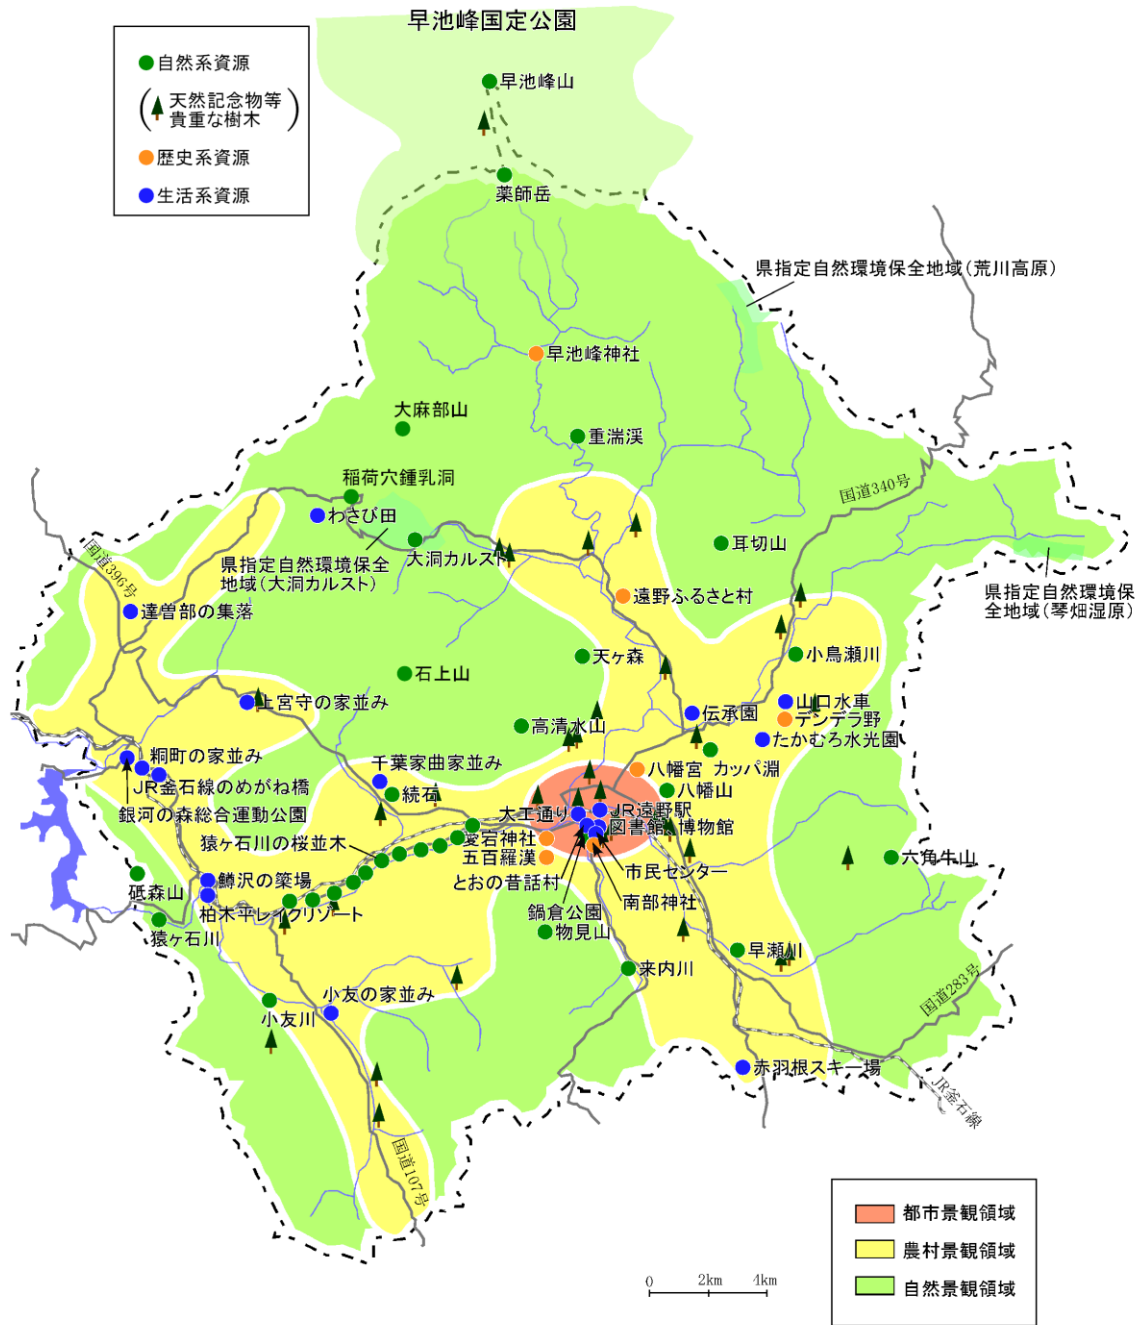 早池峰国定公園
自然系資源
天然記念物等
貴重な樹木
歴史系資源
生活系資源
早池峰山
薬師岳
県指定自然環境保全地域(荒川高原)
早池峰神社
大麻部山
重湍渓
稲荷穴鍾乳洞
国道340号
わさび田
大洞カルスト
耳切山
国道396号
県指定自然環境保全
地域(大洞カルスト)
県指定自然環境保
全地域(琴畑湿原)
達曽部の集落
遠野ふるさと村
天ヶ森
小烏瀬川
石上山
上宮守の家並み
山口水車
伝承園
デンデラ野
高清水山
たかむろ水光園
粡町の家並み
千葉家曲家並み
八幡宮
カッパ淵
JR釜石線のめがね橋
続石
八幡山
銀河の森総合運動公園
大工通り
JR遠野駅
図書館、博物館
猿ヶ石川の桜並木
愛宕神社
五百羅漢
六角牛山
市民センター
とおの昔話村
鱒沢の簗場
砥森山
柏木平レイクリゾート
南部神社
鍋倉公園
猿ヶ石川
物見山
早瀬川
来内川
国道283号
小友の家並み
小友川
赤羽根スキー場
JR釜石線
国道107号
都市景観領域
農村景観領域
自然景観領域
0 2km 4km